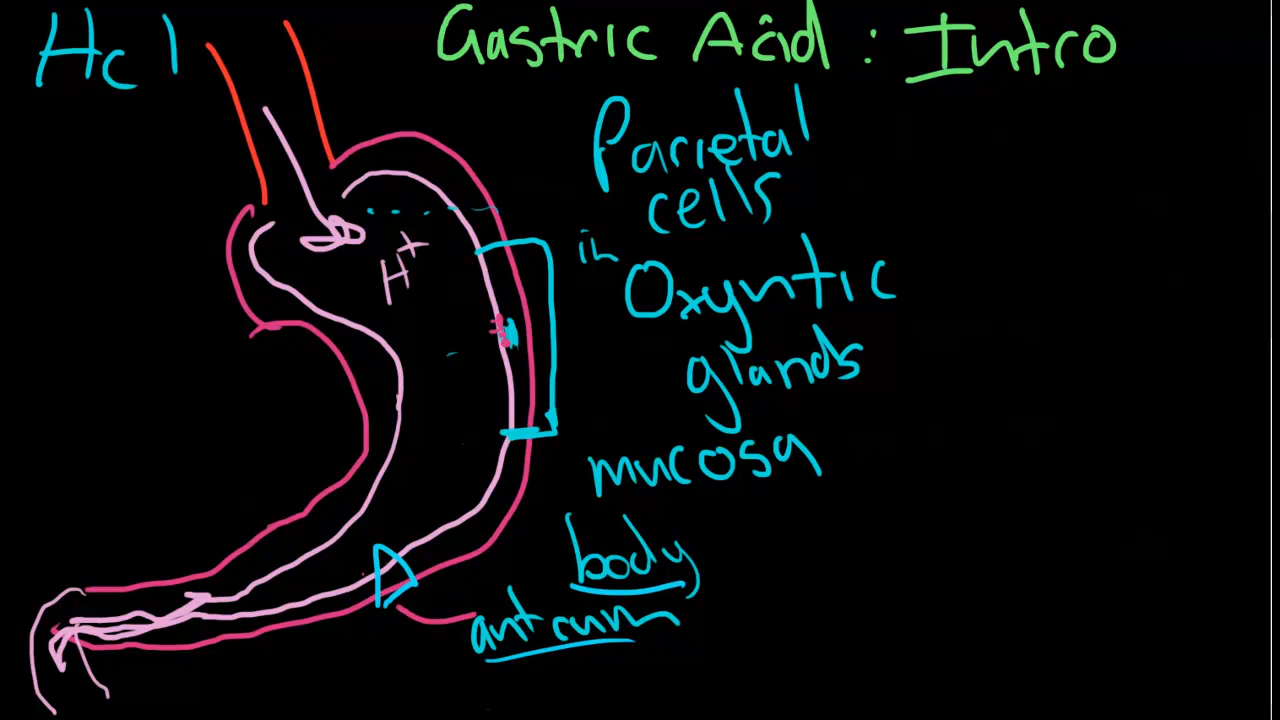 HCl
Gastric Acid : Intro
Parietal
cells
in
Oxyntic
glands
mucosa
H+
body
antrum